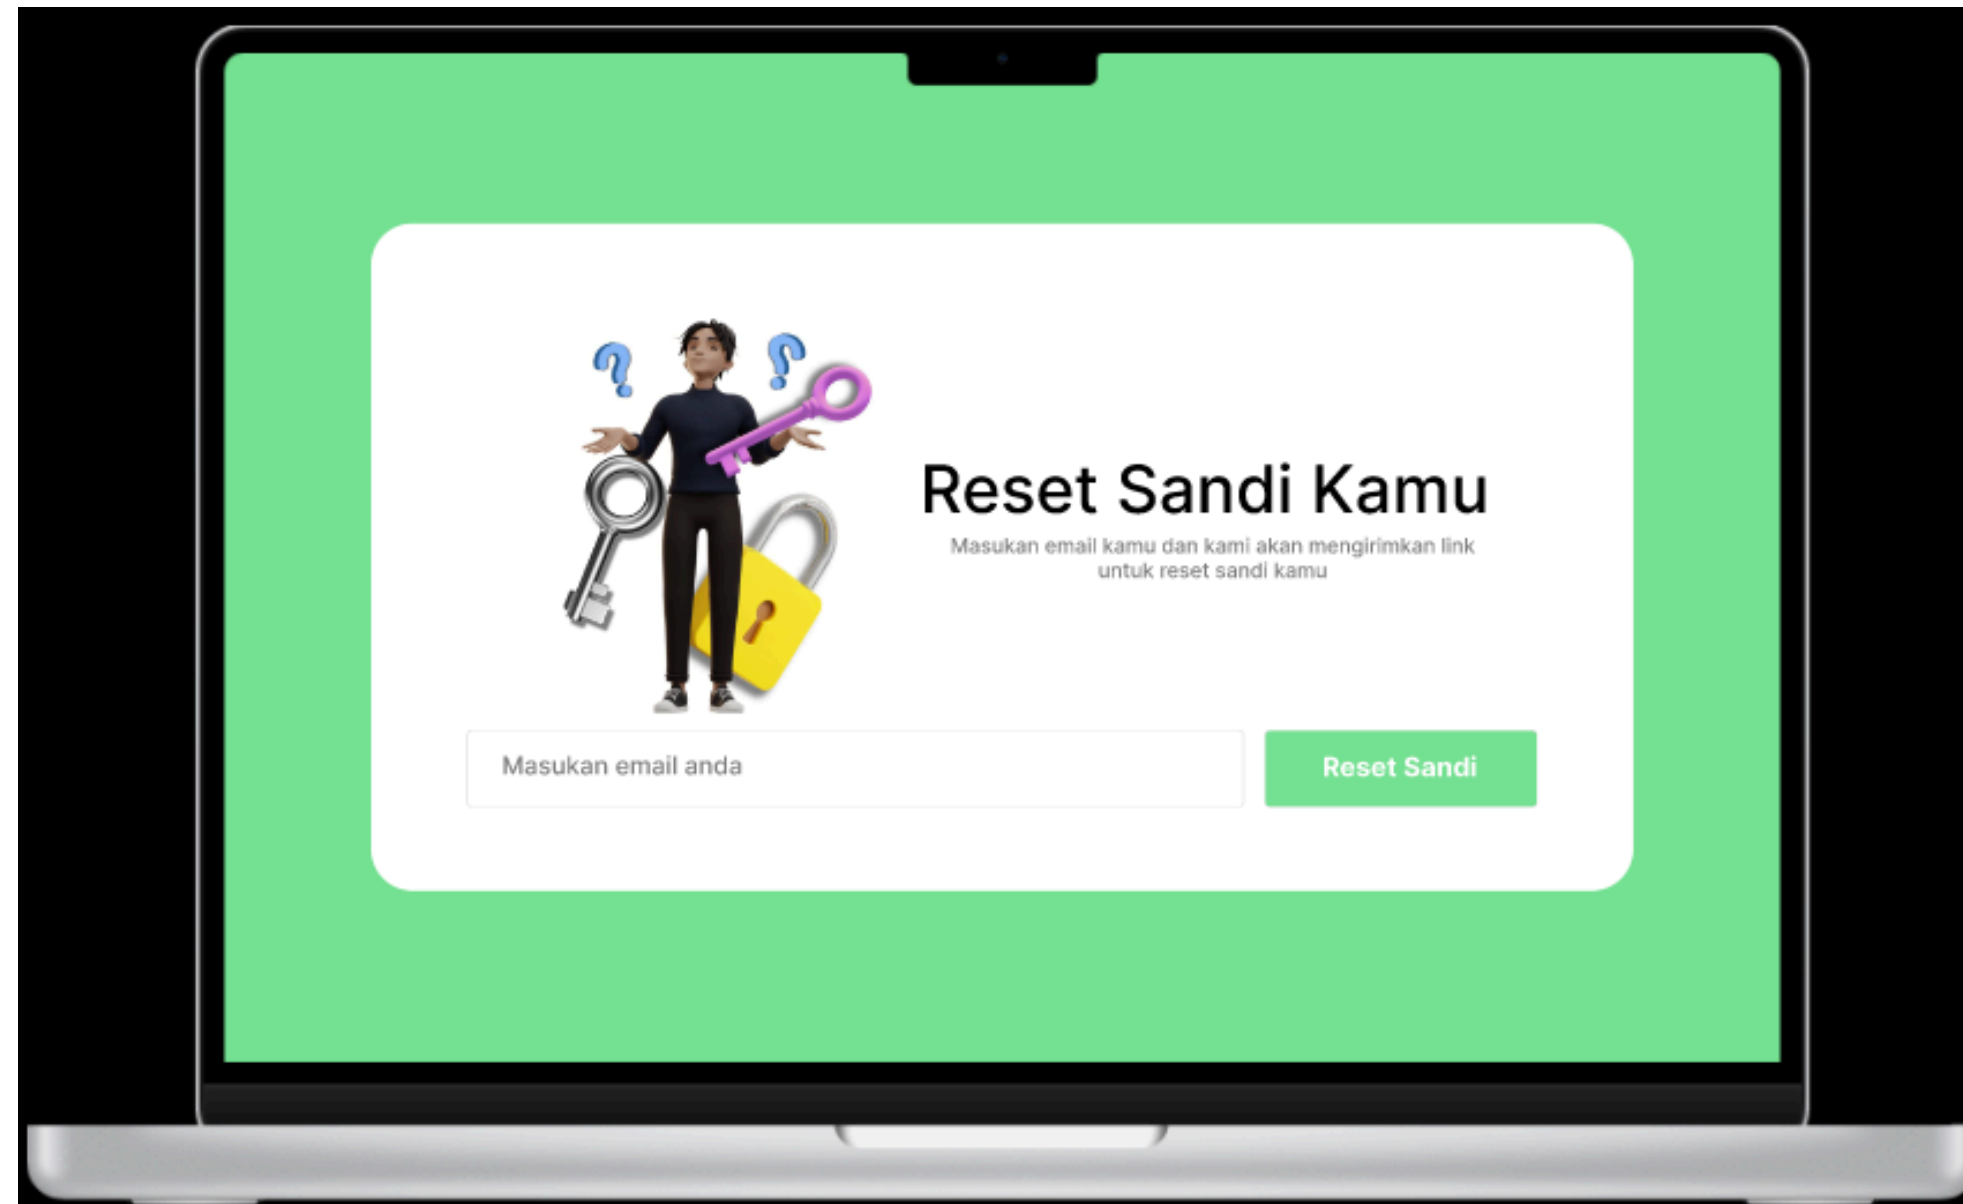 Reset Sandi Kamu
Masukan email kamu dan kami akan mengirimkan link
untuk reset sandi kamu
Masukan email anda
Reset Sandi